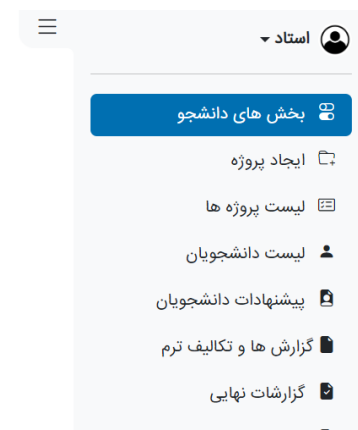 استاد
بخش های دانشجو
ایجاد پروژه
لیست پروژه ها
لیست دانشجویان
پیشنهادات دانشجویان
گزارش ها و تکالیف ترم
گزارشات نهایی